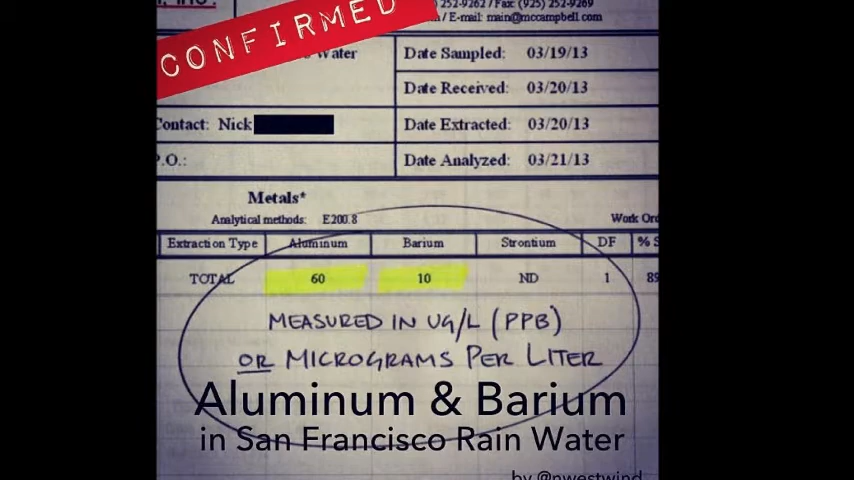 252-9262 / Fax: (925) 252-9269
/ E-mail: main@mccampbell.com
CONFIRMED
Water
Date Sampled: 03/19/13
Date Received: 03/20/13
Contact: Nick
Date Extracted: 03/20/13
P.O.:
Date Analyzed: 03/21/13
Metals*
Analytical methods: E200.8
Work Ord
Extraction Type Aluminum Barium Strontium DF % S
TOTAL 60 10 ND 1 89
MEASURED IN UG/L (PPB)
OR MICROGRAMS PER LITER
Aluminum & Barium
in San Francisco Rain Water
by @nwestwind